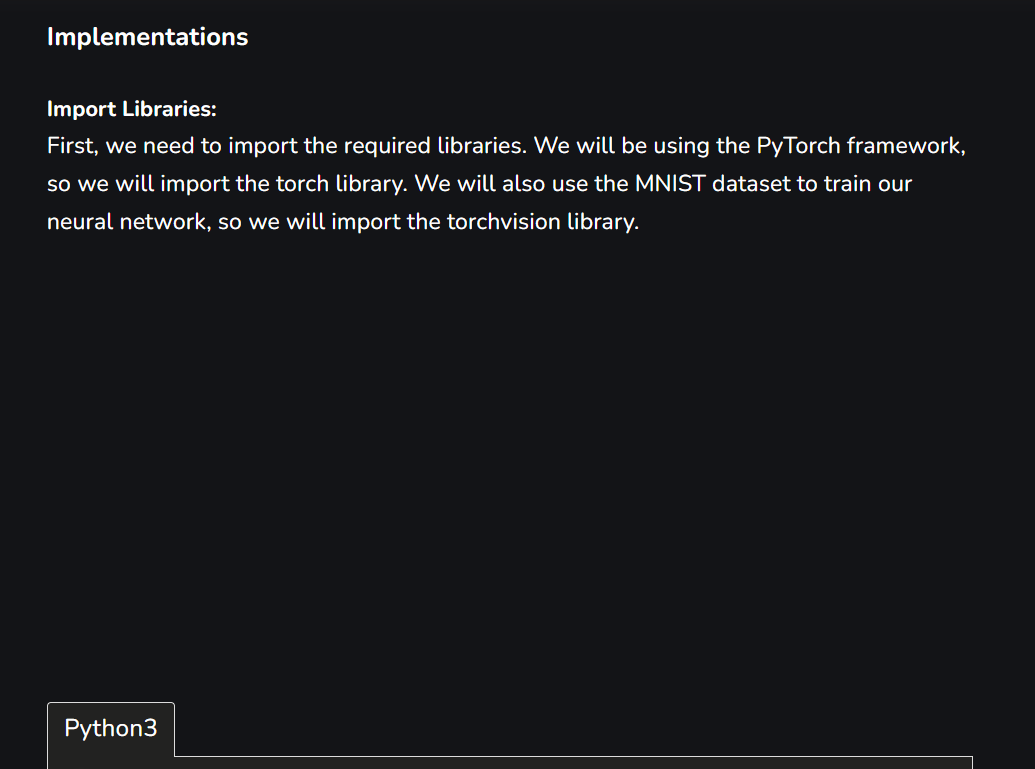 Implementations
Import Libraries:
First, we need to import the required libraries. We will be using the PyTorch framework,
so we will import the torch library. We will also use the MNIST dataset to train our
neural network, so we will import the torchvision library.
Python3